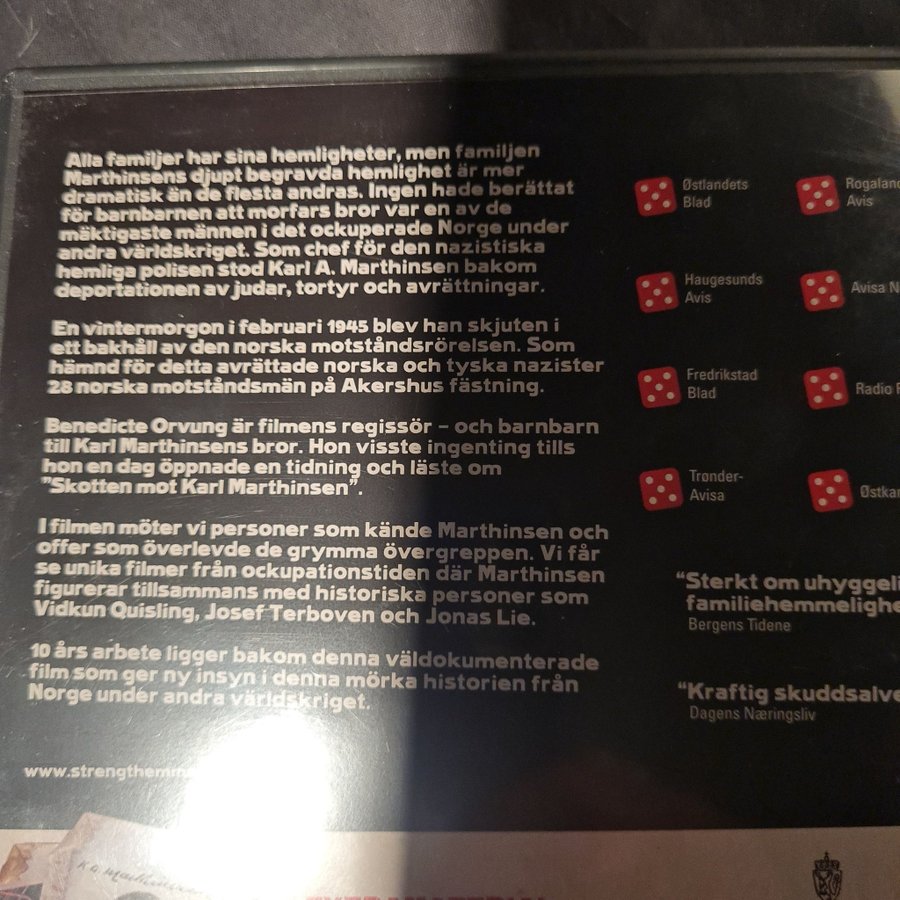 Alla familjer har sina hemligheter, men familjen
Marthinsens djupt begravda hemlighet är mer
dramatisk än de flesta andras. Ingen hade berättat
för barnbarnen att morfars bror var en av de
mäktigaste männen i det ockuperade Norge under
andra världskriget. Som chef för den nazistiska
hemliga polisen stod Karl A. Marthinsen bakom
deportationen av judar, tortyr och avrättningar.
En vintermorgon i februari 1945 blev han skjuten i
ett bakhåll av den norska motståndsrörelsen. Som
hämnd för detta avrättade norska och tyska nazister
28 norska motståndsmän på Akershus fästning.
Benedicte Orvung är filmens regissör – och barnbarn
till Karl Marthinsens bror. Hon visste ingenting tills
hon en dag öppnade en tidning och läste om
"Skotten mot Karl Marthinsen".
I filmen möter vi personer som kände Marthinsen och
offer som överlevde de grymma övergreppen. Vi får
se unika filmer från ockupationstiden där Marthinsen
figurerar tillsammans med historiska personer som
Vidkun Quisling, Josef Terboven och Jonas Lie.
10 års arbete ligger bakom denna väldokumenterade
film som ger ny insyn i denna mörka historien från
Norge under andra världskriget.
Østlandets
Blad
Avis
Haugesunds
Avis
Avisa
Fredrikstad
Blad
Radio
Trønder-
Avisa
"Sterkt om
Bergens Tidene
"Kraftig
Dagens Næringsliv